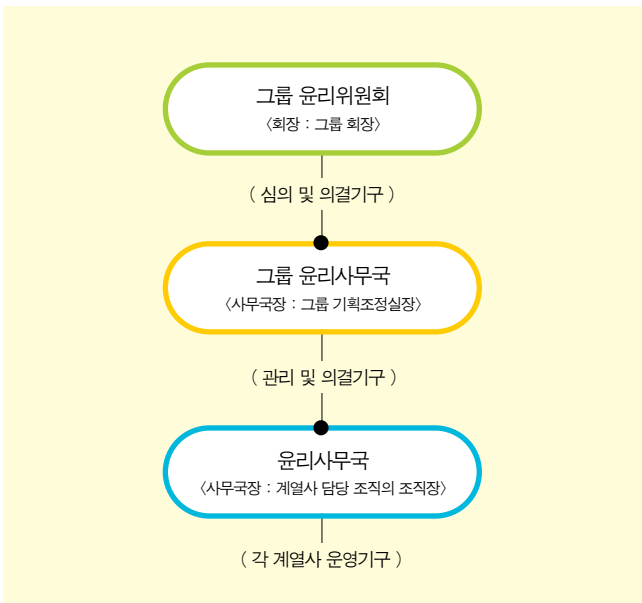 그룹 윤리위원회
〈회장 : 그룹 회장〉
( 심의 및 의결기구 )
그룹 윤리사무국
〈사무국장 : 그룹 기획조정실장〉
( 관리 및 의결기구 )
윤리사무국
〈사무국장 : 계열사 담당 조직의 조직장〉
( 각 계열사 운영기구 )